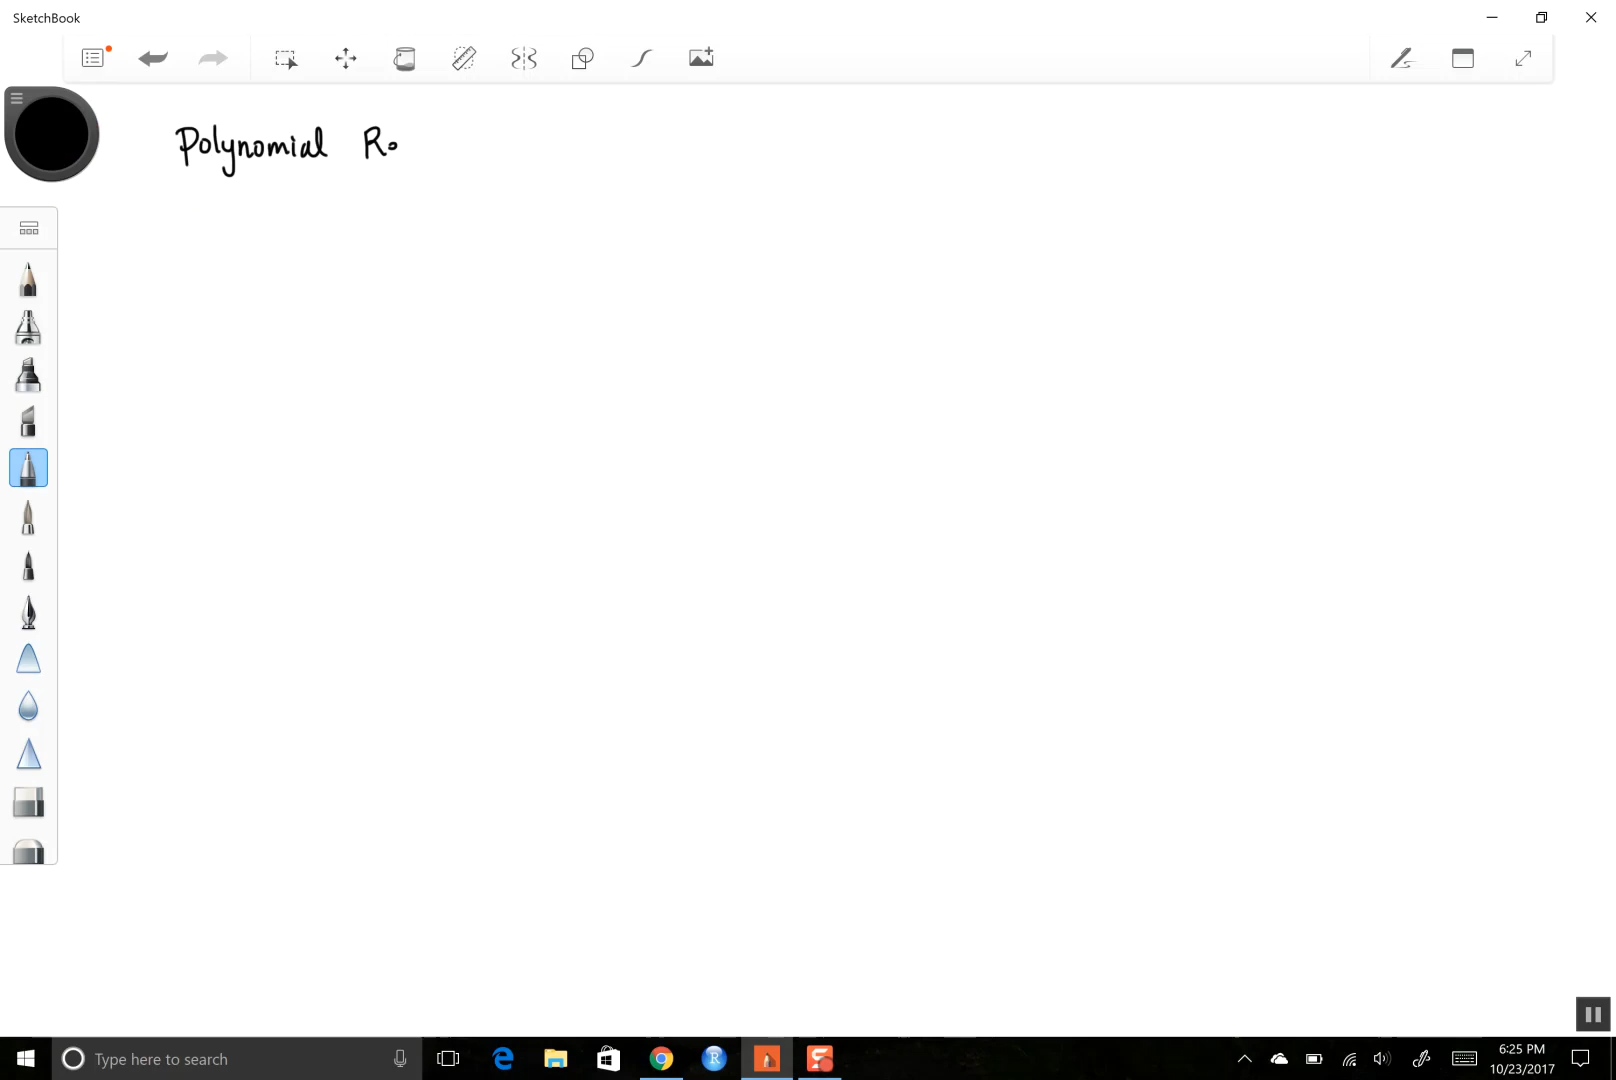 SketchBook
Polynomial Ro
Type here to search
6:25 PM
10/23/2017